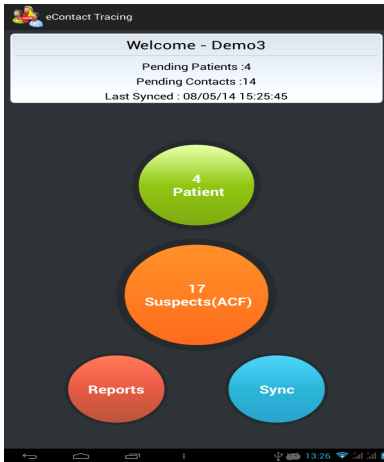 eContact Tracing
Welcome - Demo3
Pending Patients :4
Pending Contacts :14
Last Synced : 08/05/14 15:25:45
4
Patient
17
Suspects(ACF)
Reports
Sync
13:26